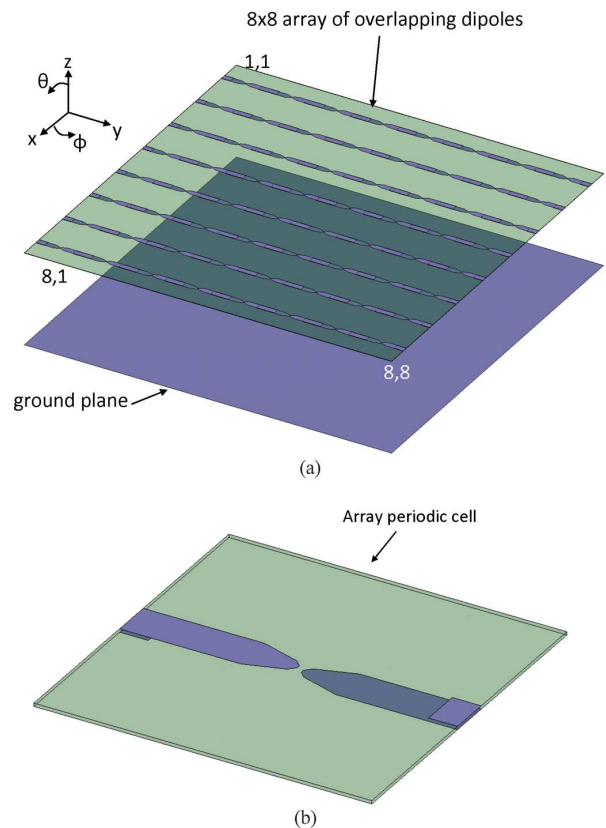 8x8 array of overlapping dipoles
1,1
z
θ
x
ϕ
y
8,1
8,8
ground plane
(a)
Array periodic cell
(b)